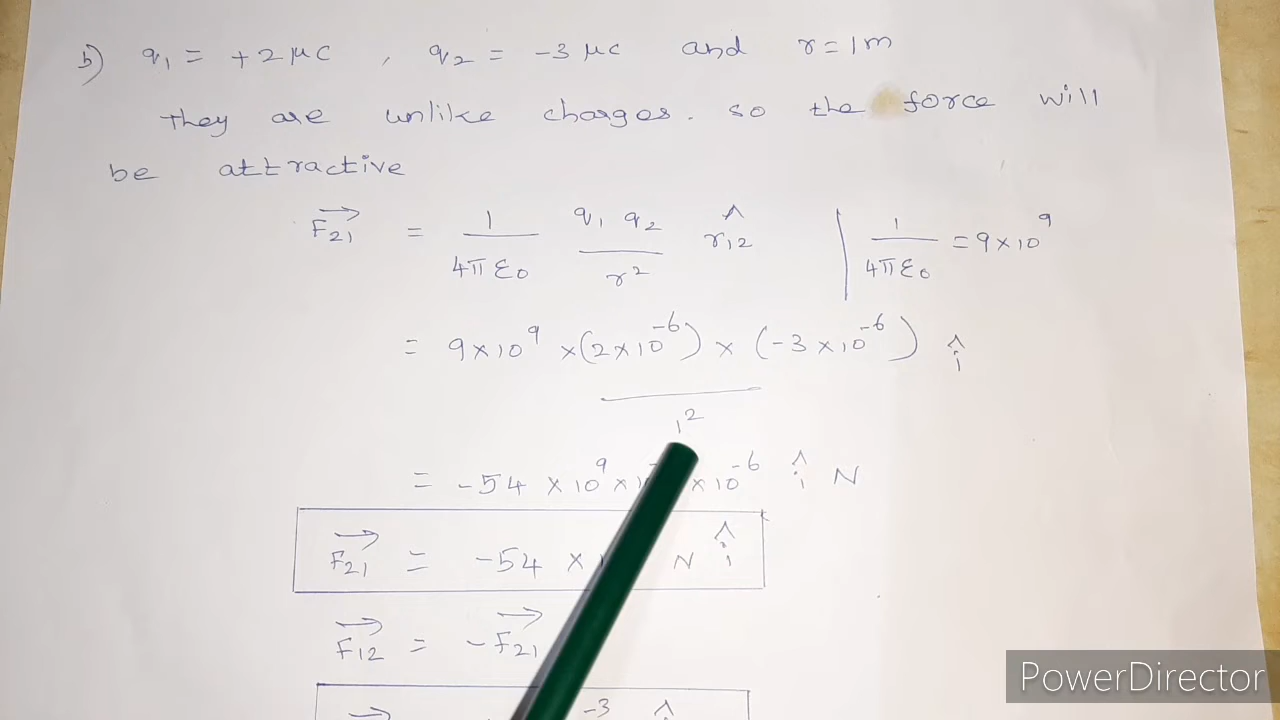 b) q₁ = +2 μC , q₂ = -3 μC and r = 1m
They are unlike charges. so the force will
be attractive
F₂₁ = 1/4πε₀ q₁ q₂/r² r̂₁₂ | 1/4πε₀ = 9×10⁹
= 9×10⁹ ×(2×10⁻⁶) × (-3×10⁻⁶) î
1²
= -54 × 10⁹ × × 10⁻⁶ î N
F₂₁ = -54 × N î
F₁₂ = -F₂₁
-3
PowerDirector